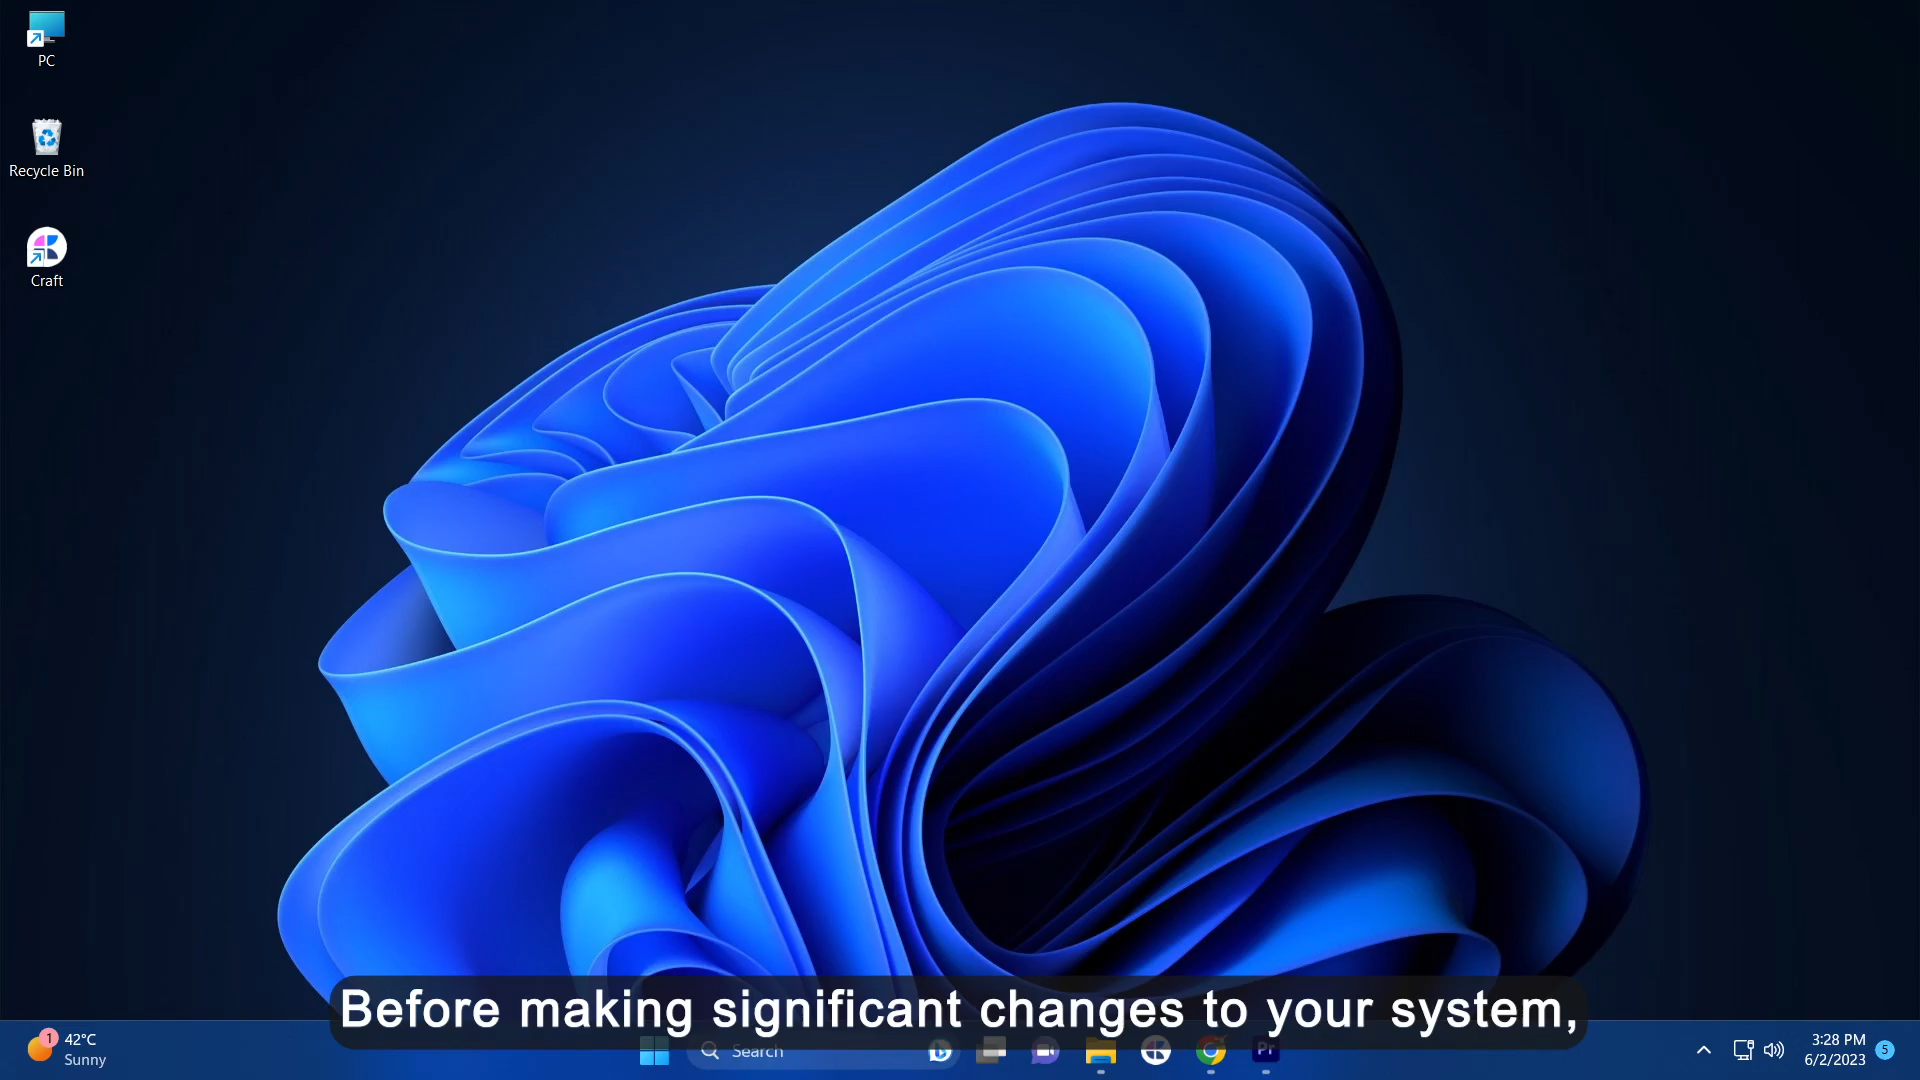 PC
Recycle Bin
Craft
Before making significant changes to your system,
1
42°C
Sunny
Search
Pr
3:28 PM
6/2/2023
5